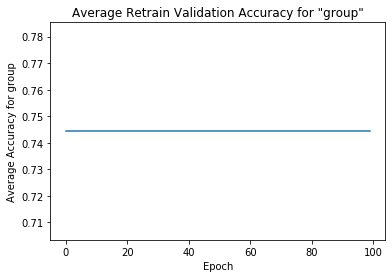 Average Retrain Validation Accuracy for "group"
0.78
0.77
0.76
0.75
0.74
0.73
0.72
0.71
Average Accuracy for group
0 20 40 60 80 100
Epoch